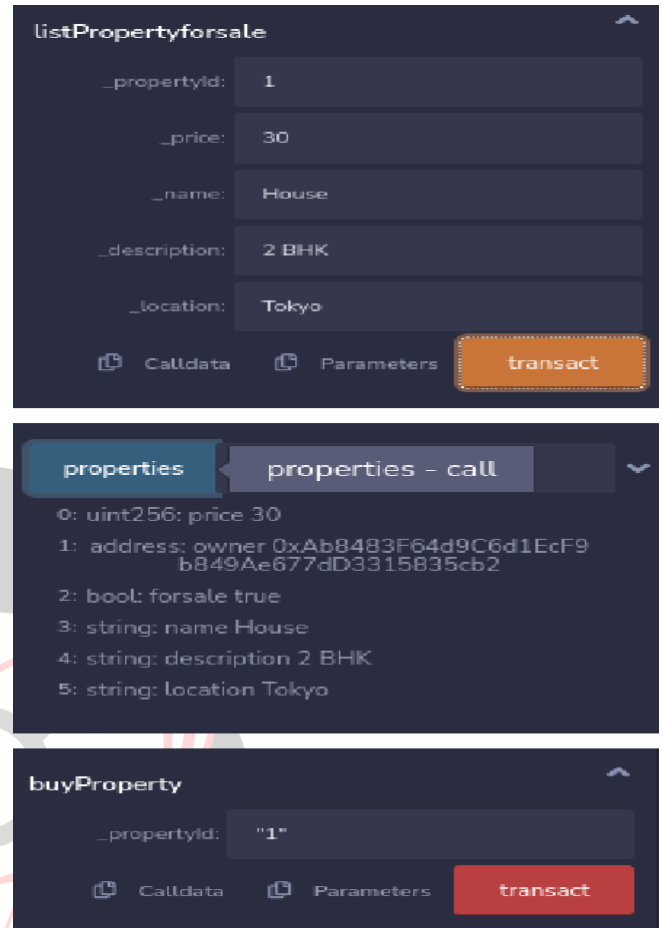 listPropertyforsale
_propertyId: 1
_price: 30
_name: House
_description: 2 BHK
_location: Tokyo
Calldata Parameters transact
properties properties - call
0: uint256: price 30
1: address: owner 0xAb8483F64d9C6d1EcF9
b849Ae677dD3315835cb2
2: bool: forsale true
3: string: name House
4: string: description 2 BHK
5: string: location Tokyo
buyProperty
_propertyId: "1"
Calldata Parameters transact